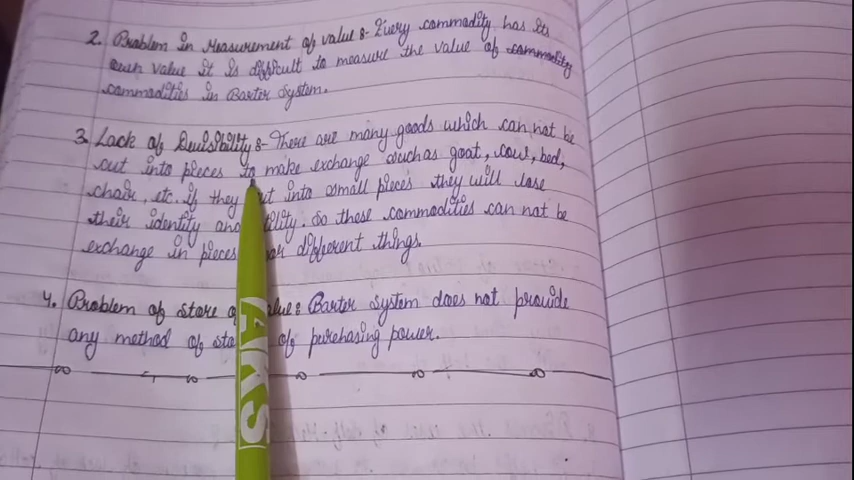 2. Problem in Measurement of value :- Every commodity has its
own value it is difficult to measure the value of commodity
commodities in Barter System.
3. Lack of Devisibility :- There are many goods which can not be
cut into pieces to make exchange such as goat, cow, bed,
chair, etc. if they into small pieces they will lose
their identity and. So these commodities can not be
exchange in pieces different things.
4. Problem of store Barter System does not provide
any method of of purchasing power.
AKS